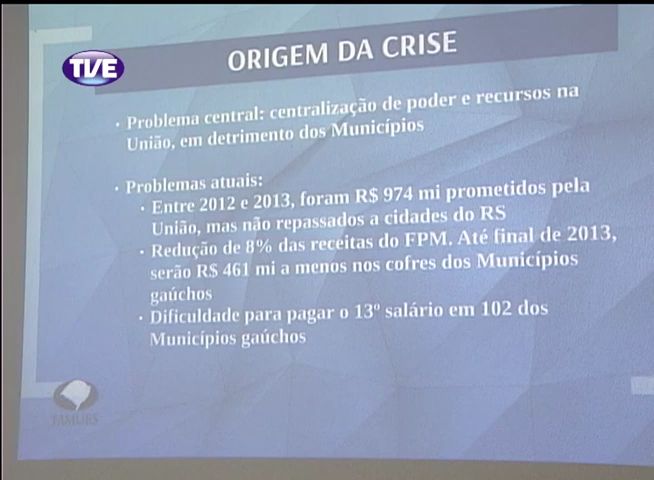 TVE
ORIGEM DA CRISE
· Problema central: centralização de poder e recursos na
União, em detrimento dos Municípios
· Problemas atuais:
· Entre 2012 e 2013, foram R$ 974 mi prometidos pela
União, mas não repassados a cidades do RS
· Redução de 8% das receitas do FPM. Até final de 2013,
serão R$ 461 mi a menos nos cofres dos Municípios
gaúchos
· Dificuldade para pagar o 13º salário em 102 dos
Municípios gaúchos
FAMURS